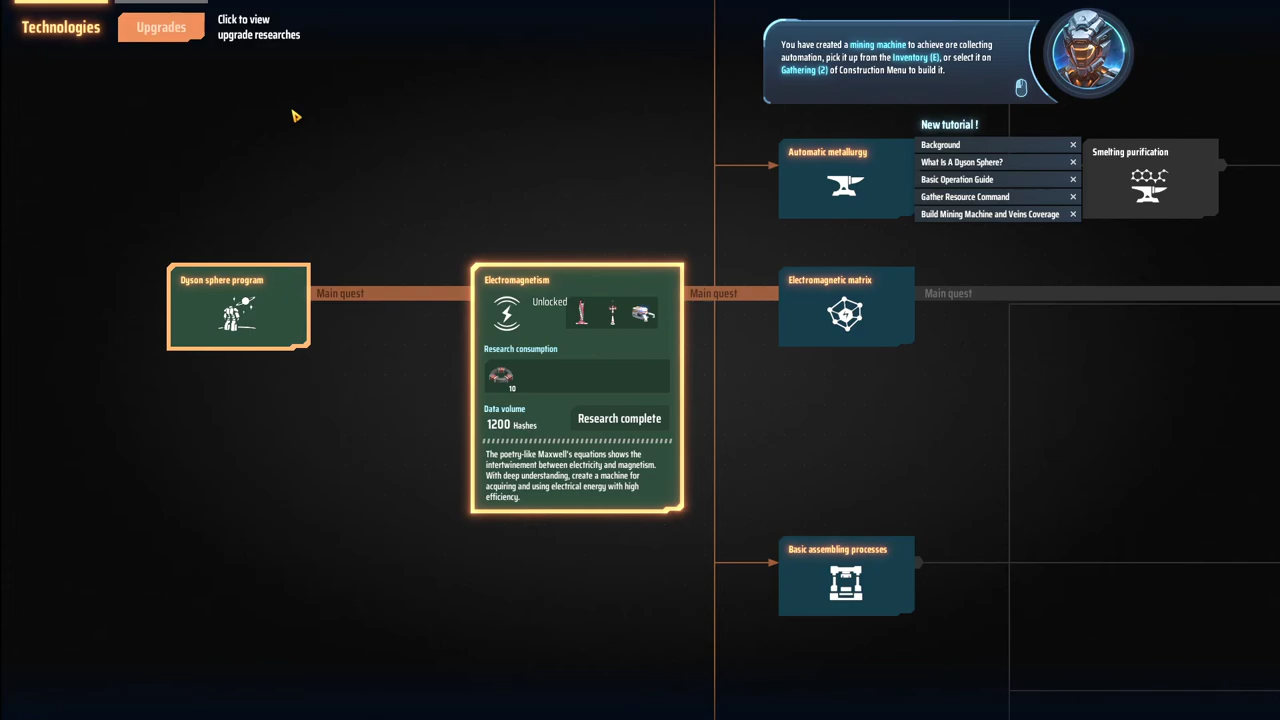 Technologies
Upgrades
Click to view
upgrade researches
You have created a mining machine to achieve ore collecting
automation, pick it up from the Inventory (E), or select it on
Gathering (2) of Construction Menu to build it.
New tutorial !
Background
What Is A Dyson Sphere?
Basic Operation Guide
Gather Resource Command
Build Mining Machine and Veins Coverage
Automatic metallurgy
Smelting purification
Dyson sphere program
Main quest
Electromagnetism
Unlocked
Research consumption
10
Data volume
1200 Hashes
Research complete
The poetry-like Maxwell's equations shows the
intertwinement between electricity and magnetism.
With deep understanding, create a machine for
acquiring and using electrical energy with high
efficiency.
Main quest
Electromagnetic matrix
Main quest
Basic assembling processes